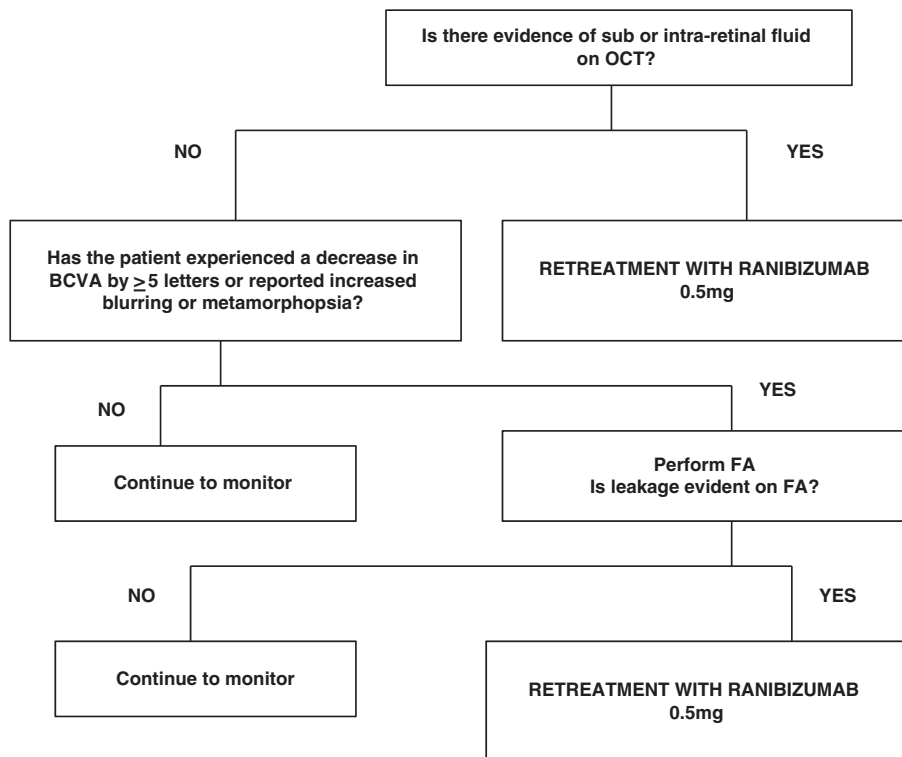 Is there evidence of sub or intra-retinal fluid
on OCT?
NO
YES
Has the patient experienced a decrease in
BCVA by ≥5 letters or reported increased
blurring or metamorphopsia?
RETREATMENT WITH RANIBIZUMAB
0.5mg
NO
YES
Continue to monitor
Perform FA
Is leakage evident on FA?
NO
YES
Continue to monitor
RETREATMENT WITH RANIBIZUMAB
0.5mg